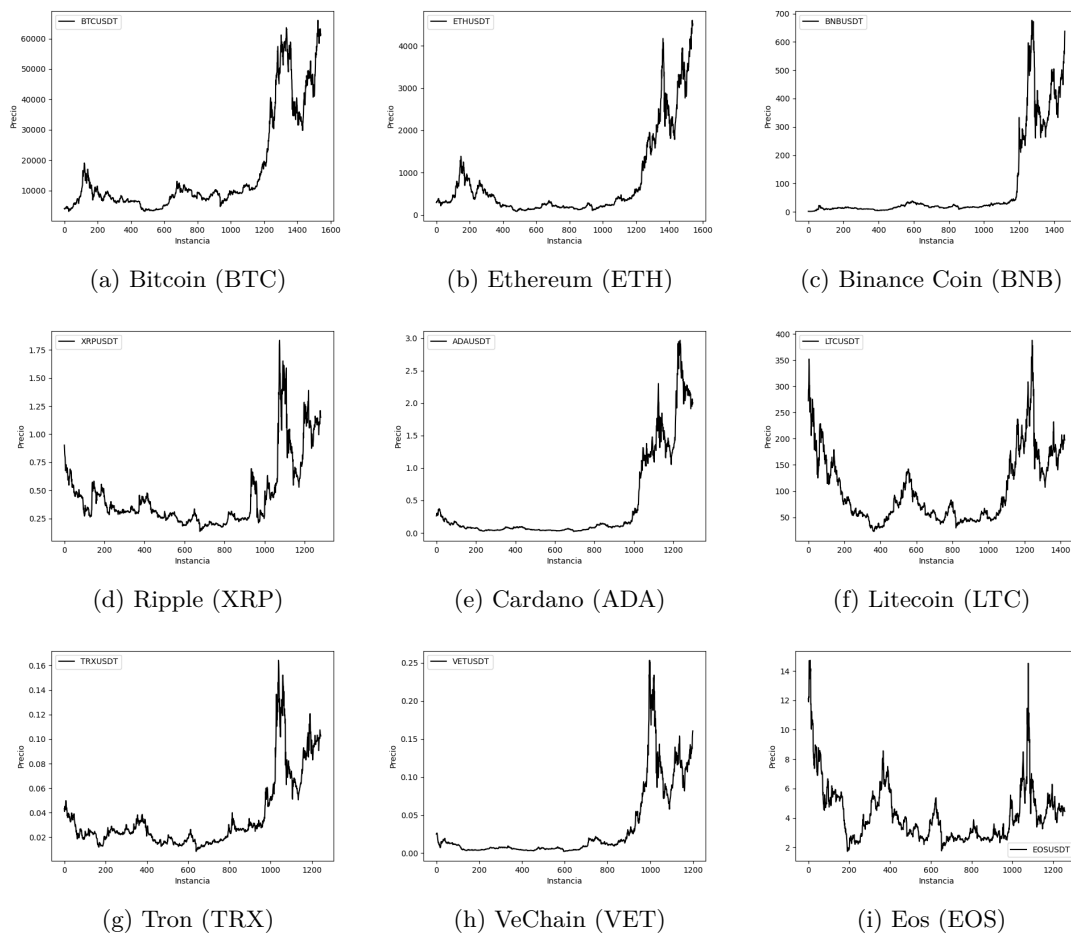 BTCUSDT
60000
50000
40000
30000
20000
10000
Precio
0 200 400 600 800 1000 1200 1400 1600
Instancia
(a) Bitcoin (BTC)
ETHUSDT
4000
3000
2000
1000
0
Precio
0 200 400 600 800 1000 1200 1400 1600
Instancia
(b) Ethereum (ETH)
BNBUSDT
700
600
500
400
300
200
100
0
Precio
0 200 400 600 800 1000 1200 1400
Instancia
(c) Binance Coin (BNB)
XRPUSDT
1.75
1.50
1.25
1.00
0.75
0.50
0.25
Precio
0 200 400 600 800 1000 1200
Instancia
(d) Ripple (XRP)
ADAUSDT
3.0
2.5
2.0
1.5
1.0
0.5
0.0
Precio
0 200 400 600 800 1000 1200
Instancia
(e) Cardano (ADA)
LTCUSDT
400
350
300
250
200
150
100
50
Precio
0 200 400 600 800 1000 1200 1400
Instancia
(f) Litecoin (LTC)
TRXUSDT
0.16
0.14
0.12
0.10
0.08
0.06
0.04
0.02
Precio
0 200 400 600 800 1000 1200
Instancia
(g) Tron (TRX)
VETUSDT
0.25
0.20
0.15
0.10
0.05
0.00
Precio
0 200 400 600 800 1000 1200
Instancia
(h) VeChain (VET)
14
12
10
8
6
4
2
Precio
EOSUSDT
0 200 400 600 800 1000 1200
Instancia
(i) Eos (EOS)